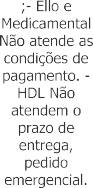 ;- Ello e
Medicamental
Não atende as
condições de
pagamento. -
HDL Não
atendem o
prazo de
entrega,
pedido
emergencial.